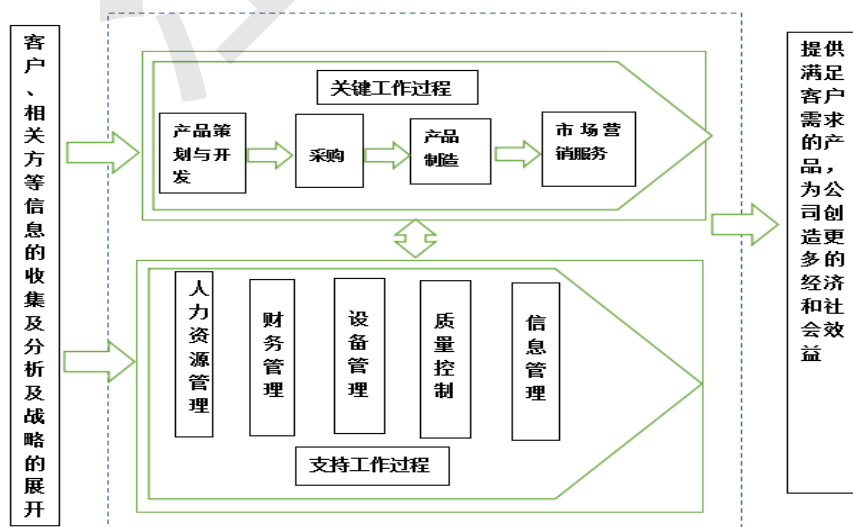 客户、相关方等信息的收集及分析及战略的展开
关键工作过程
产品策
划与开
发
采购
产品
制造
市场营
销服务
人力资源管理
财务管理
设备管理
质量控制
信息管理
支持工作过程
提供
满足
客户
需求
的产
品，
为公
司创
造更
多的
经济
和社
会效
益